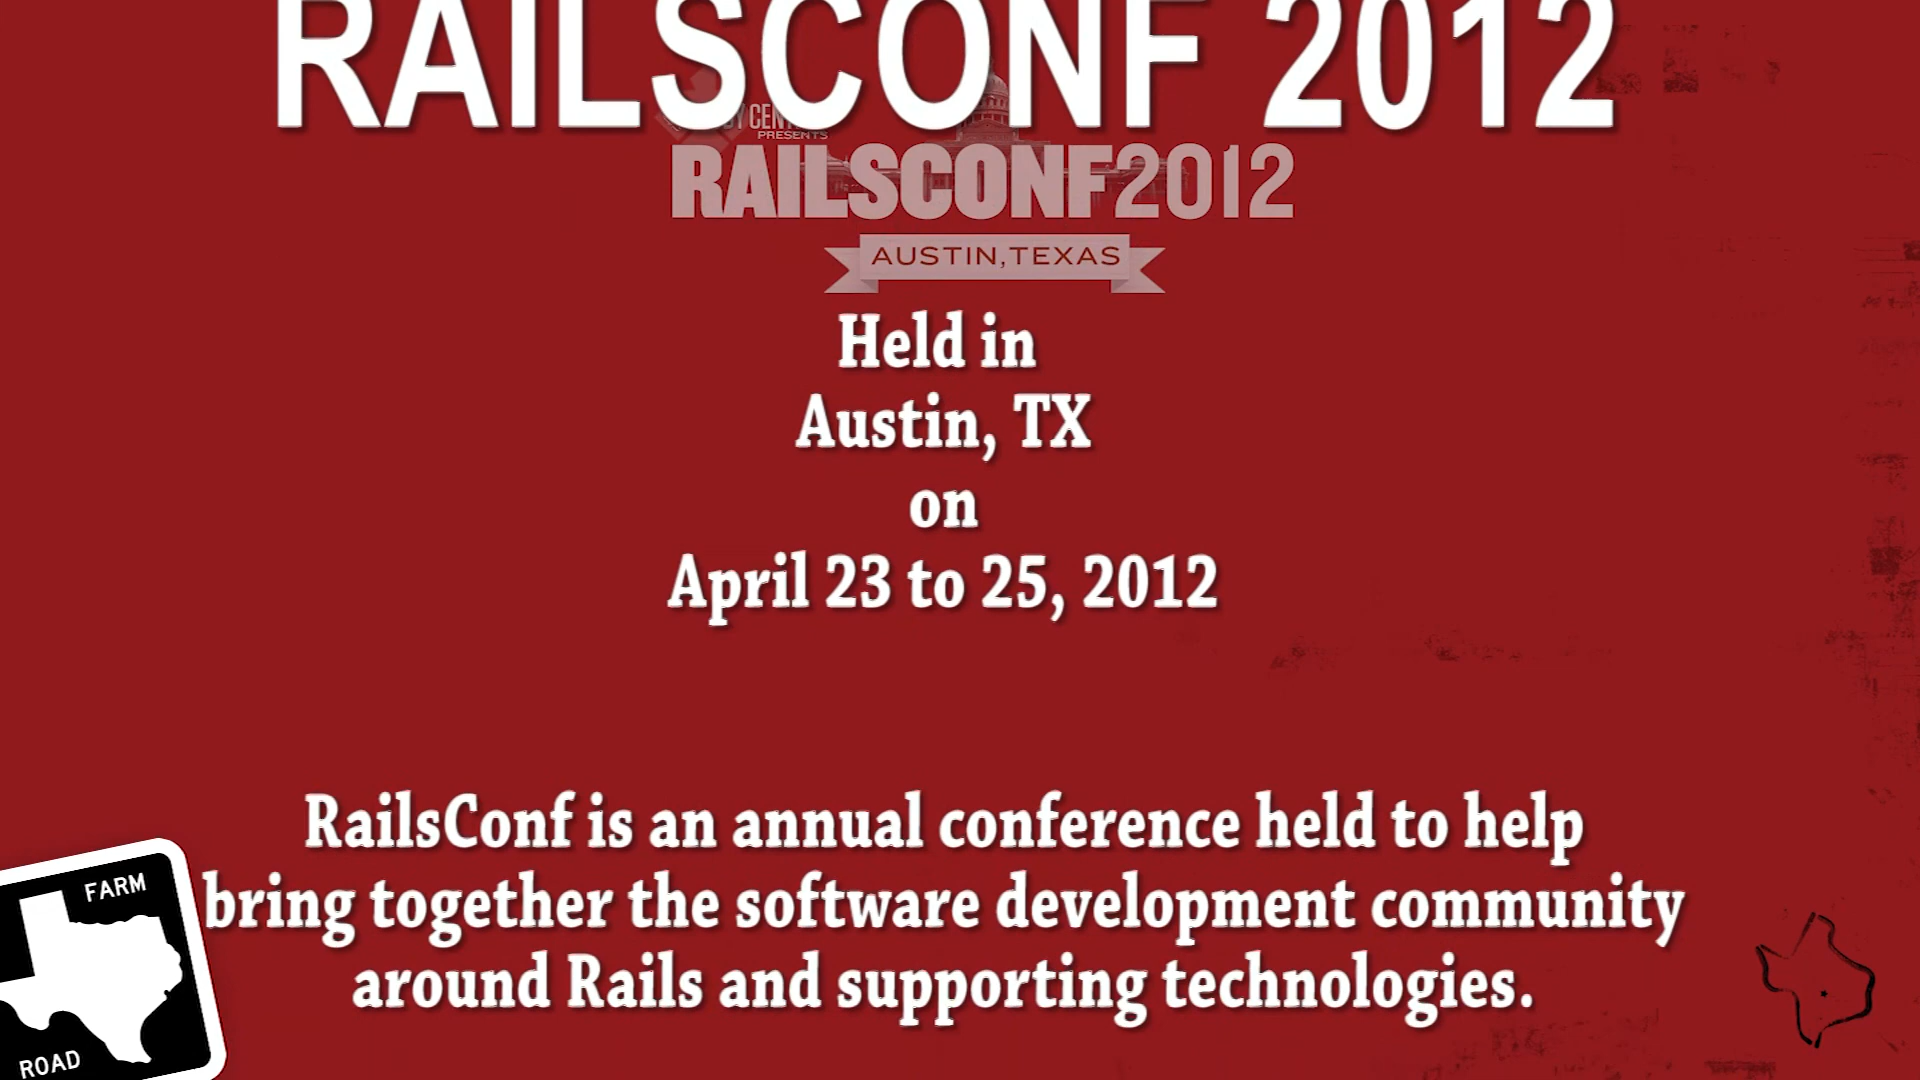 RAILSCONF 2012
PRESENTS
RAILSCONF2012
AUSTIN, TEXAS
Held in
Austin, TX
on
April 23 to 25, 2012
RailsConf is an annual conference held to help
bring together the software development community
around Rails and supporting technologies.
FARM
ROAD